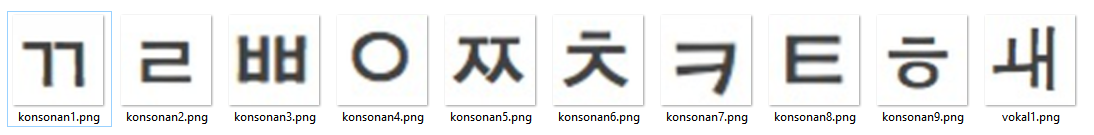 ㄲ ㄹ ㅃ ㅇ ㅉ ㅊ ㅋ ㅌ ㅎ ㅙ
konsonan1.png konsonan2.png konsonan3.png konsonan4.png konsonan5.png konsonan6.png konsonan7.png konsonan8.png konsonan9.png vokal1.png